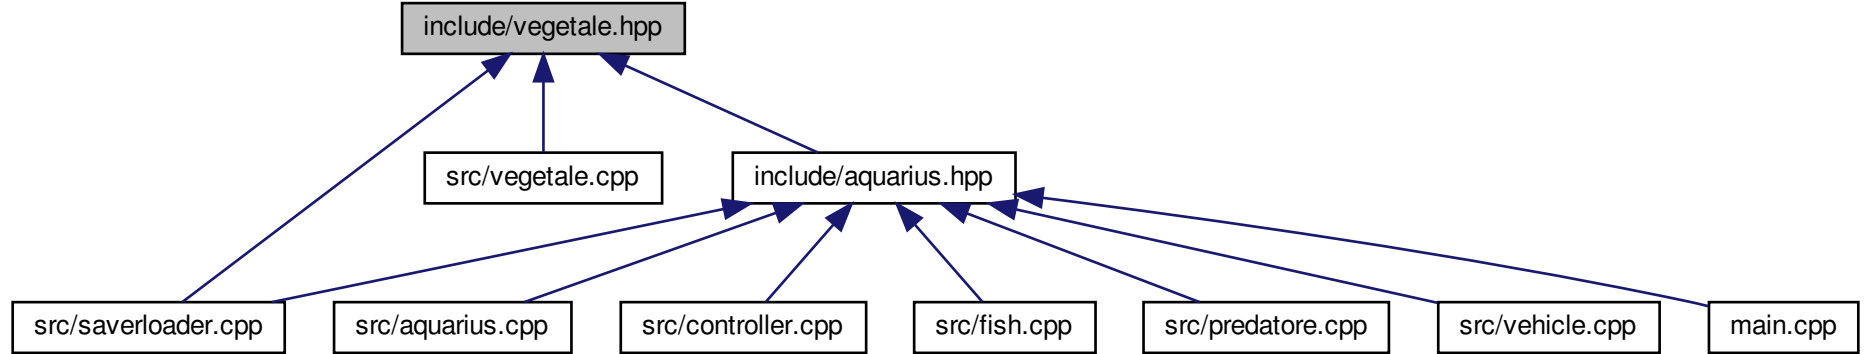 include/vegetale.hpp
src/vegetale.cpp
include/aquarius.hpp
src/saverloader.cpp
src/aquarius.cpp
src/controller.cpp
src/fish.cpp
src/predatore.cpp
src/vehicle.cpp
main.cpp